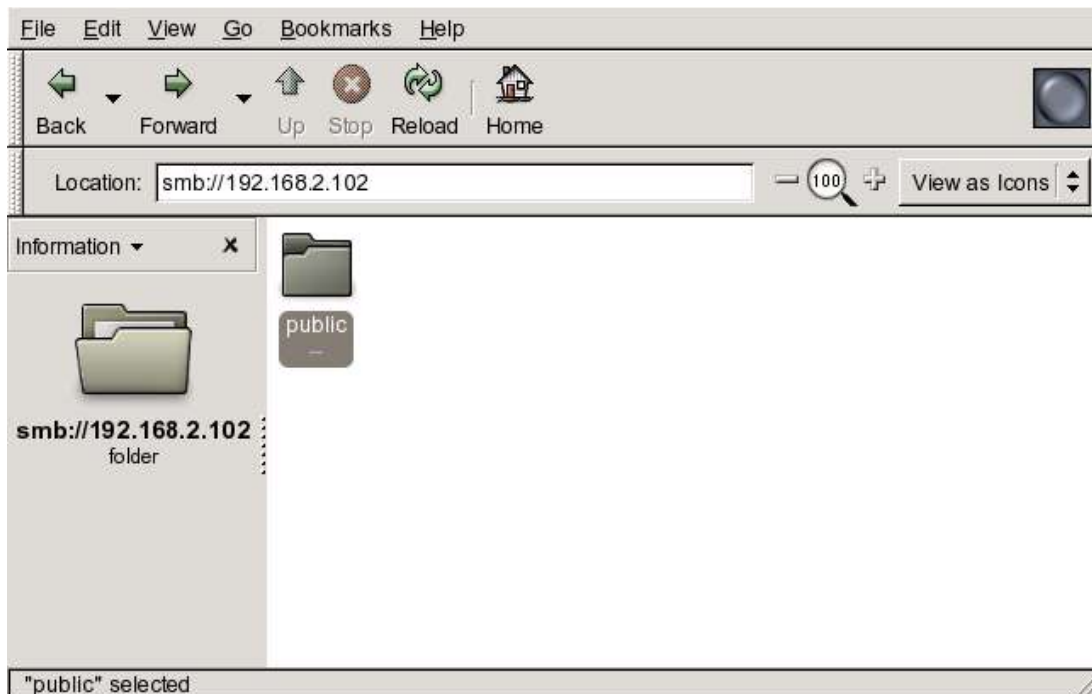 File Edit View Go Bookmarks Help
Back Forward Up Stop Reload Home
Location: smb://192.168.2.102 100 View as Icons
Information
public
--
smb://192.168.2.102
folder
"public" selected